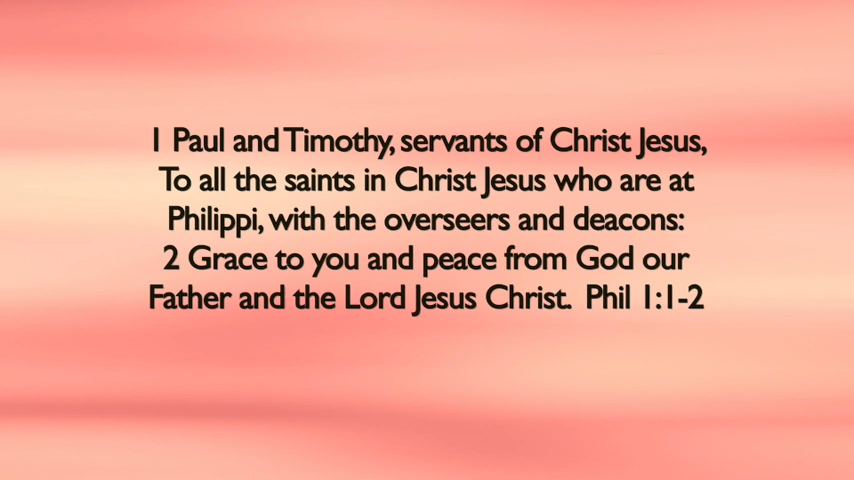 1 Paul and Timothy, servants of Christ Jesus,
To all the saints in Christ Jesus who are at
Philippi, with the overseers and deacons:
2 Grace to you and peace from God our
Father and the Lord Jesus Christ.  Phil 1:1-2